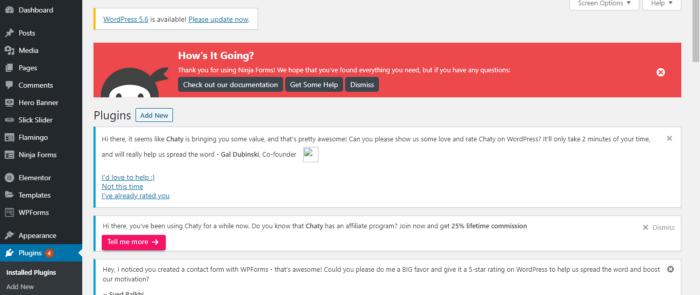 Screen Options ▼
Help ▼
Dashboard
Posts
Media
Pages
Comments
Hero Banner
Slick Slider
Flamingo
Ninja Forms
Elementor
Templates
WPForms
Appearance
Plugins 4
Installed Plugins
Add New
WordPress 5.6 is available! Please update now.
How's It Going?
Thank you for using Ninja Forms! We hope that you've found everything you need, but if you have any questions:
Check out our documentation
Get Some Help
Dismiss
Plugins
Add New
Hi there, it seems like Chaty is bringing you some value, and that's pretty awesome! Can you please show us some love and rate Chaty on WordPress? It'll only take 2 minutes of your time,
and will really help us spread the word - Gal Dubinski, Co-founder
I'd love to help :)
Not this time
I've already rated you
Hi there, you've been using Chaty for a while now. Do you know that Chaty has an affiliate program? Join now and get 25% lifetime commission
Dismiss
Tell me more →
Hey, I noticed you created a contact form with WPForms - that's awesome! Could you please do me a BIG favor and give it a 5-star rating on WordPress to help us spread the word and boost
our motivation?
~ Syed Balkhi